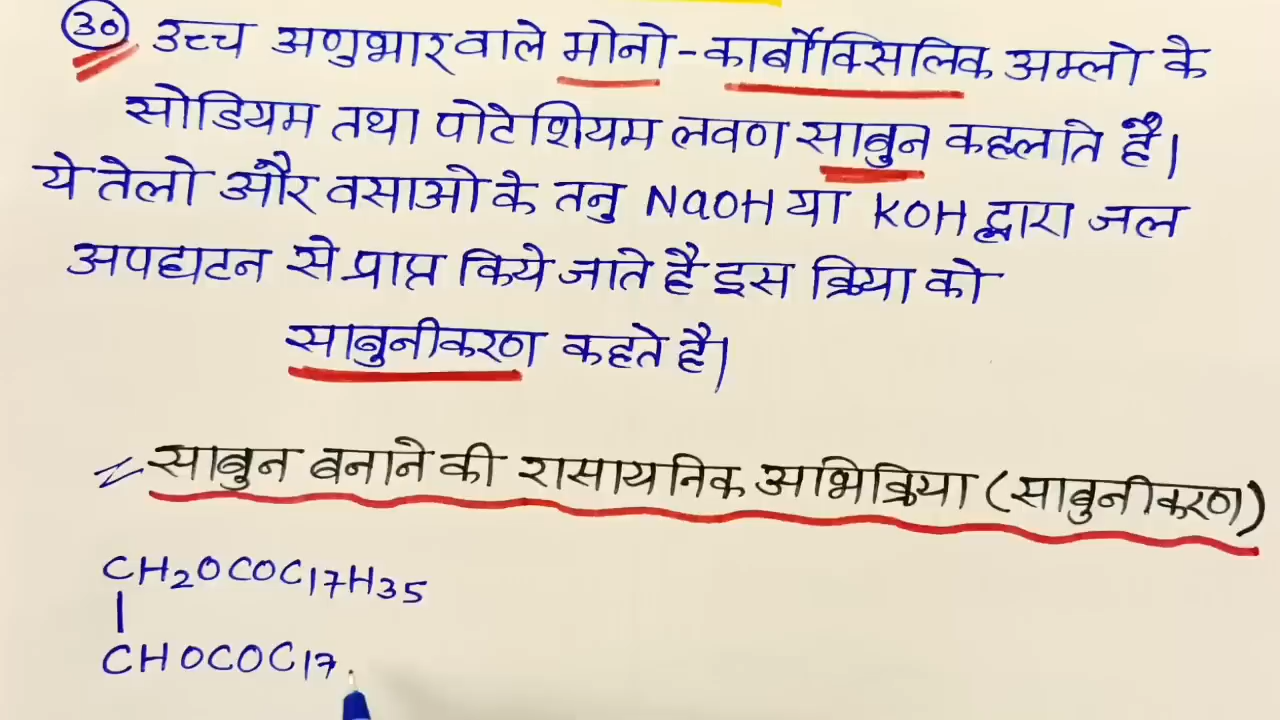 30 उच्च अणुभार वाले मोनो-कार्बोक्सिलिक अम्लो के
सोडियम तथा पोटेशियम लवण साबुन कहलाते है।
ये तेलो और वसाओ के तनु NaOH या KOH द्वारा जल
अपघटन से प्राप्त किये जाते है इस क्रिया को
साबुनीकरण कहते है।
साबुन बनाने की रासायनिक अभिक्रिया (साबुनीकरण)
CH2OCOC17H35
|
CHOCOC17